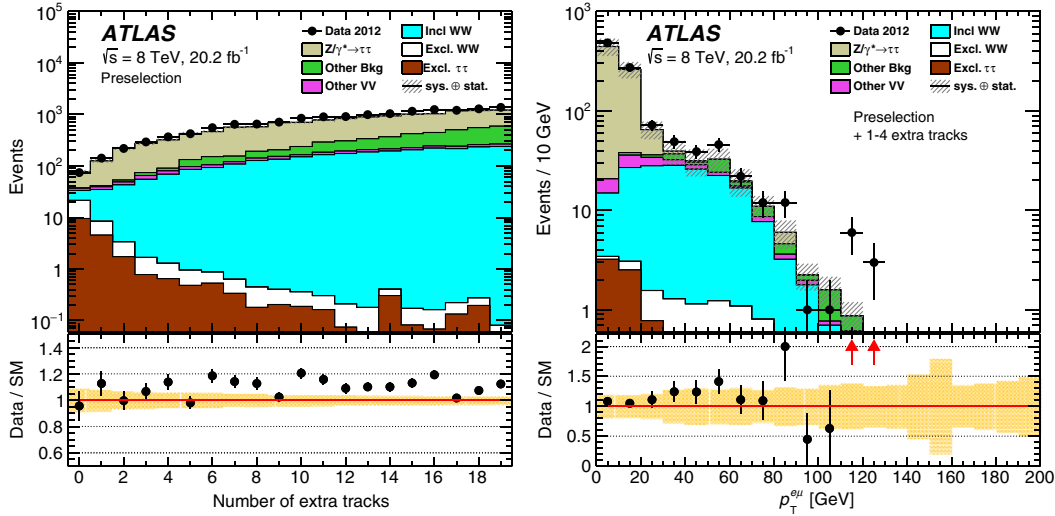 ATLAS
√s = 8 TeV, 20.2 fb⁻¹
Preselection
Data 2012
Z/γ*→ττ
Other Bkg
Other VV
Incl WW
Excl. WW
Excl. ττ
sys. ⊕ stat.
Events
10⁵
10⁴
10³
10²
10
1
10⁻¹
Data / SM
1.4
1.2
1.0
0.8
0.6
0 2 4 6 8 10 12 14 16 18
Number of extra tracks
ATLAS
√s = 8 TeV, 20.2 fb⁻¹
Data 2012
Z/γ*→ττ
Other Bkg
Other VV
Incl WW
Excl. WW
Excl. ττ
sys. ⊕ stat.
Preselection
+ 1-4 extra tracks
Events / 10 GeV
10³
10²
10
1
Data / SM
2
1.5
1
0.5
0
0 20 40 60 80 100 120 140 160 180 200
p_T^{eμ} [GeV]